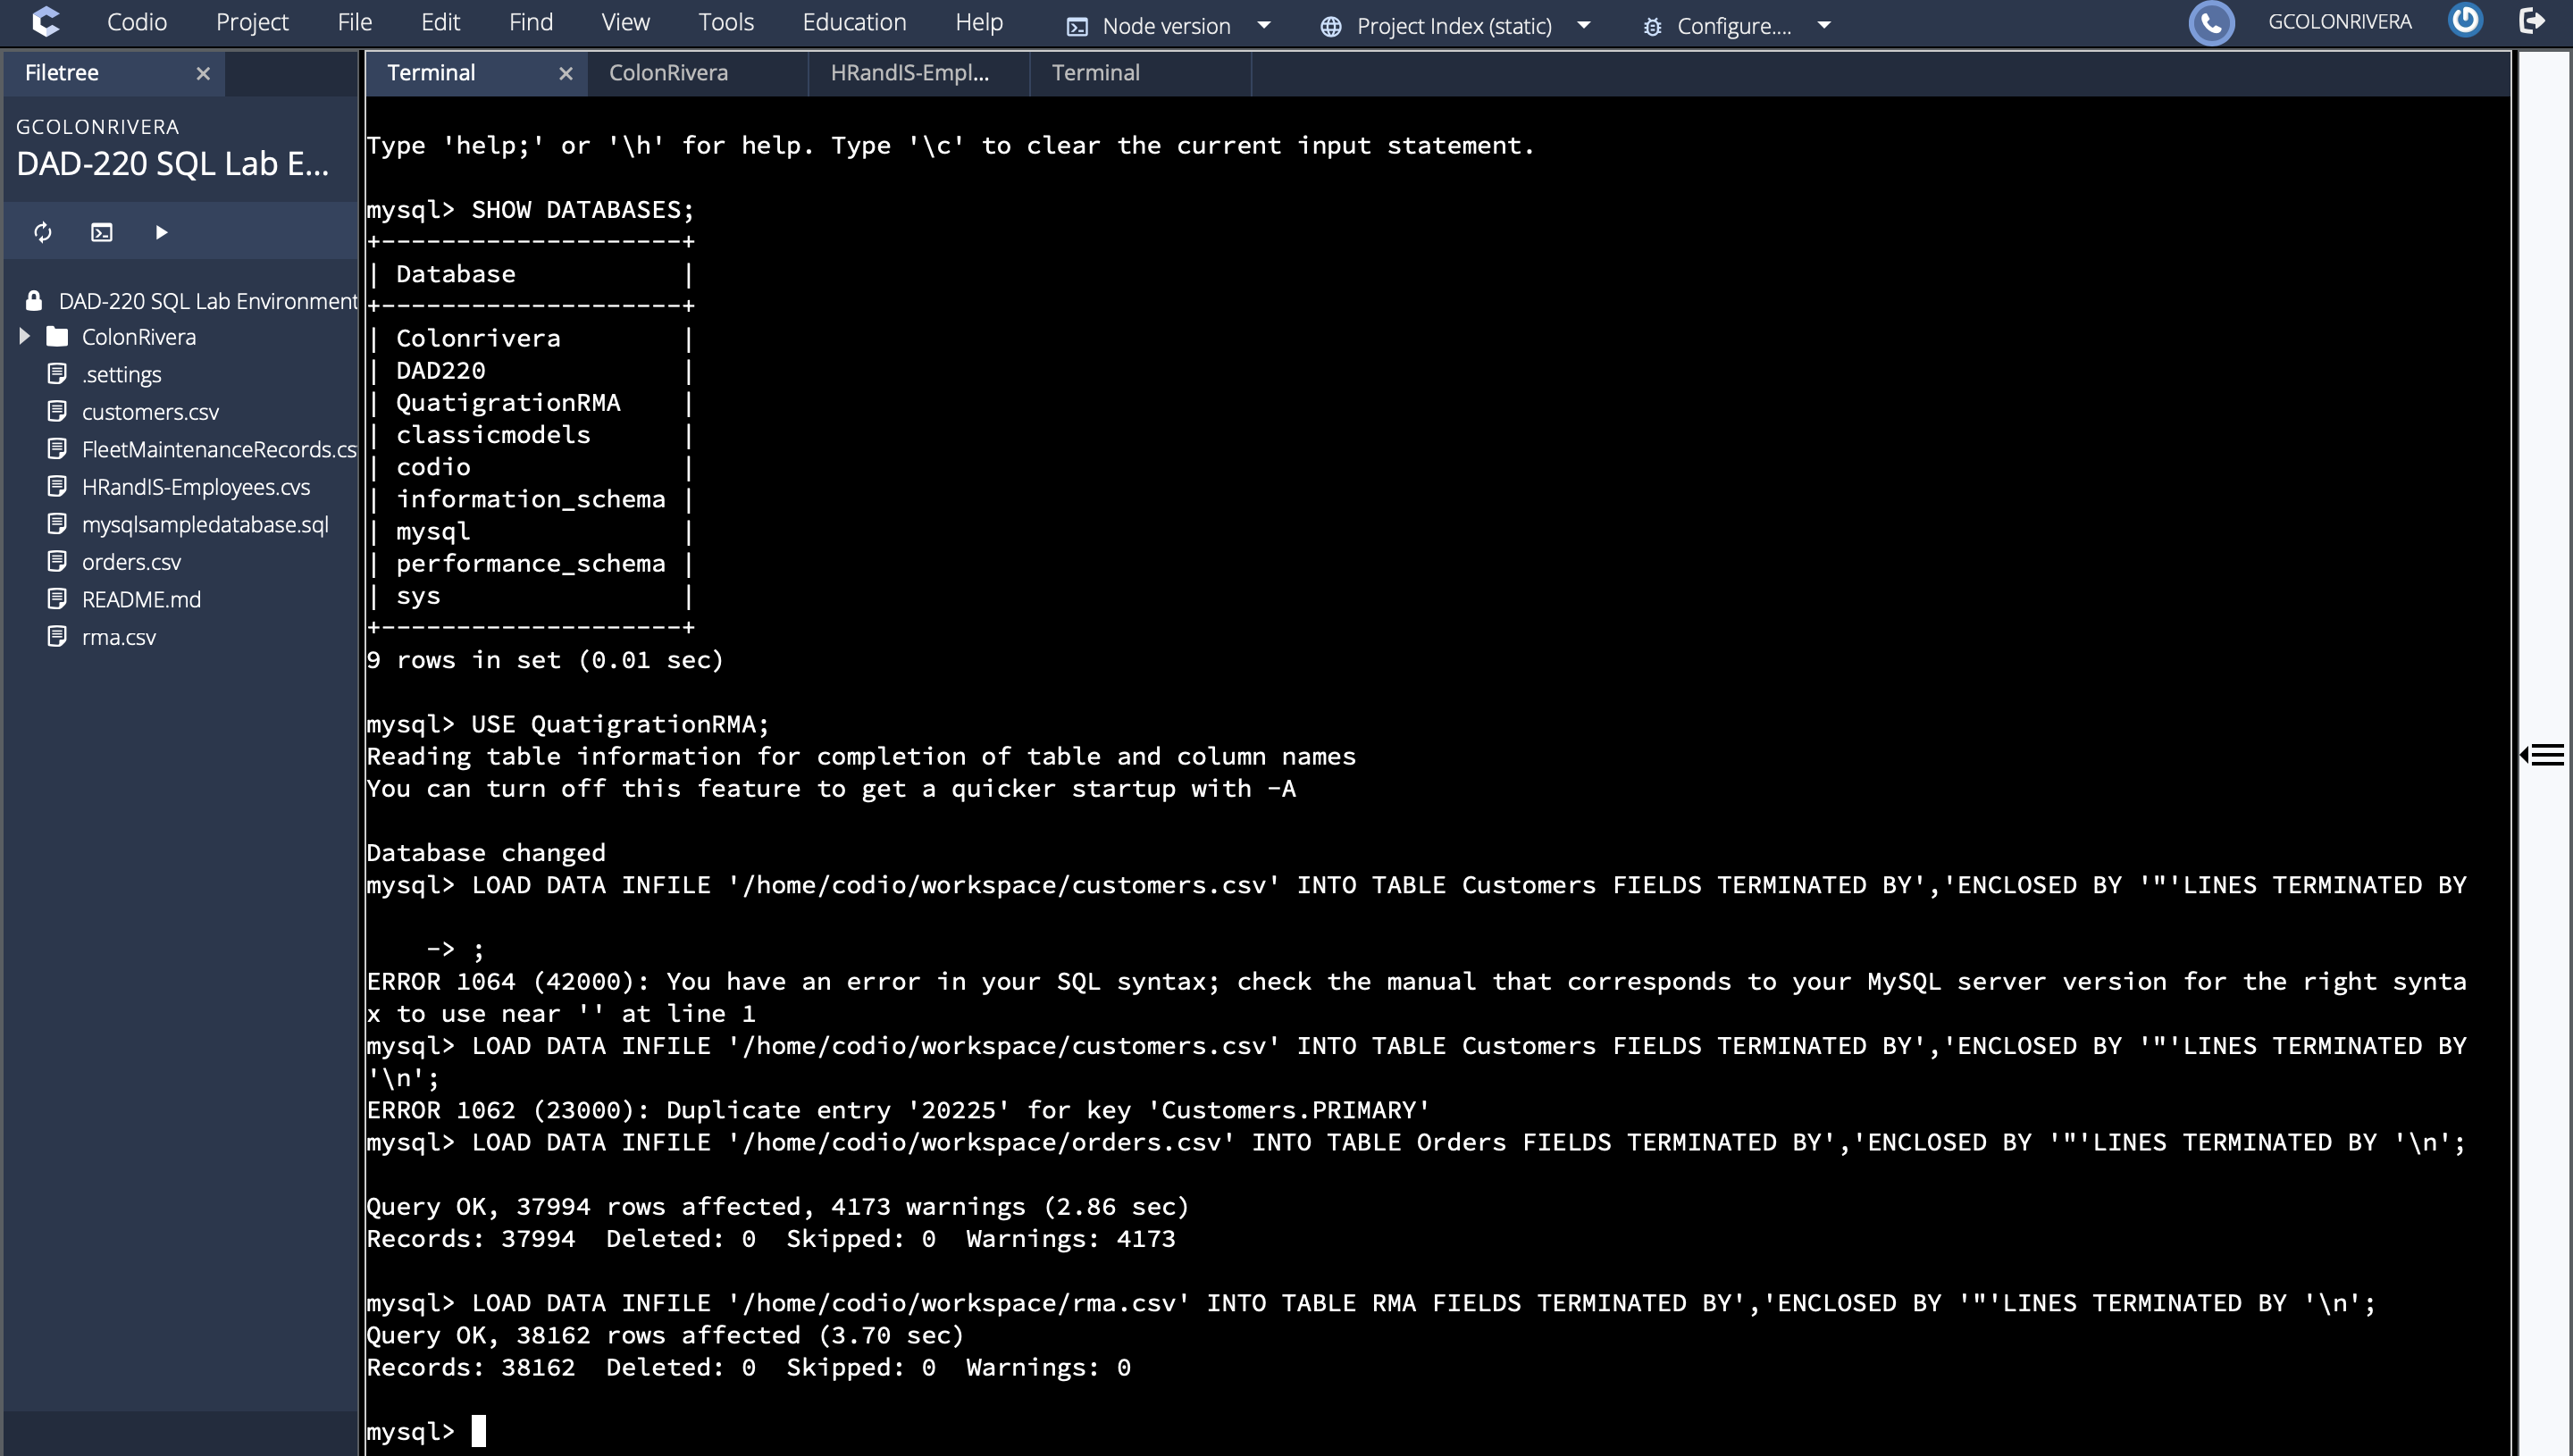 Codio Project File Edit Find View Tools Education Help Node version Project Index (static) Configure.... GCOLONRIVERA
Filetree
Terminal ColonRivera HRandIS-Empl... Terminal
GCOLONRIVERA
DAD-220 SQL Lab E...
DAD-220 SQL Lab Environment
ColonRivera
.settings
customers.csv
FleetMaintenanceRecords.cs
HRandIS-Employees.cvs
mysqlsampledatabase.sql
orders.csv
README.md
rma.csv
Type 'help;' or '\h' for help. Type '\c' to clear the current input statement.
mysql> SHOW DATABASES;
+--------------------+
| Database           |
+--------------------+
| Colonrivera        |
| DAD220             |
| QuatigrationRMA    |
| classicmodels      |
| codio              |
| information_schema |
| mysql              |
| performance_schema |
| sys                |
+--------------------+
9 rows in set (0.01 sec)
mysql> USE QuatigrationRMA;
Reading table information for completion of table and column names
You can turn off this feature to get a quicker startup with -A
Database changed
mysql> LOAD DATA INFILE '/home/codio/workspace/customers.csv' INTO TABLE Customers FIELDS TERMINATED BY','ENCLOSED BY '"'LINES TERMINATED BY
    -> ;
ERROR 1064 (42000): You have an error in your SQL syntax; check the manual that corresponds to your MySQL server version for the right synta
x to use near '' at line 1
mysql> LOAD DATA INFILE '/home/codio/workspace/customers.csv' INTO TABLE Customers FIELDS TERMINATED BY','ENCLOSED BY '"'LINES TERMINATED BY
'\n';
ERROR 1062 (23000): Duplicate entry '20225' for key 'Customers.PRIMARY'
mysql> LOAD DATA INFILE '/home/codio/workspace/orders.csv' INTO TABLE Orders FIELDS TERMINATED BY','ENCLOSED BY '"'LINES TERMINATED BY '\n';
Query OK, 37994 rows affected, 4173 warnings (2.86 sec)
Records: 37994  Deleted: 0  Skipped: 0  Warnings: 4173
mysql> LOAD DATA INFILE '/home/codio/workspace/rma.csv' INTO TABLE RMA FIELDS TERMINATED BY','ENCLOSED BY '"'LINES TERMINATED BY '\n';
Query OK, 38162 rows affected (3.70 sec)
Records: 38162  Deleted: 0  Skipped: 0  Warnings: 0
mysql>